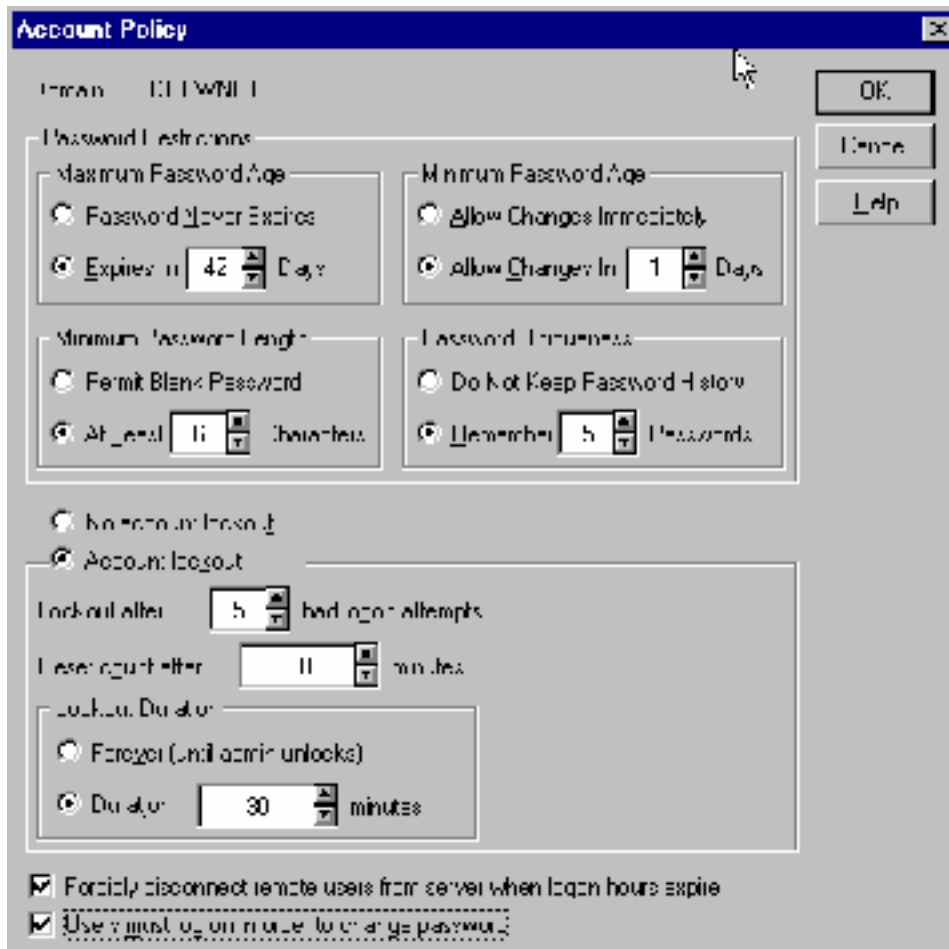 Account Policy
Domain:
OK
Cancel
Help
Password Restrictions
Maximum Password Age
Password Never Expires
Expires In 42 Days
Minimum Password Age
Allow Changes Immediately
Allow Changes In 1 Days
Minimum Password Length
Permit Blank Password
At Least Characters
Password Uniqueness
Do Not Keep Password History
Remember 5 Passwords
No account lockout
Account lockout
Lockout after 5 bad logon attempts
Reset count after minutes
Lockout Duration
Forever (until admin unlocks)
Duration 30 minutes
Forcibly disconnect remote users from server when logon hours expire
Users must log on in order to change password